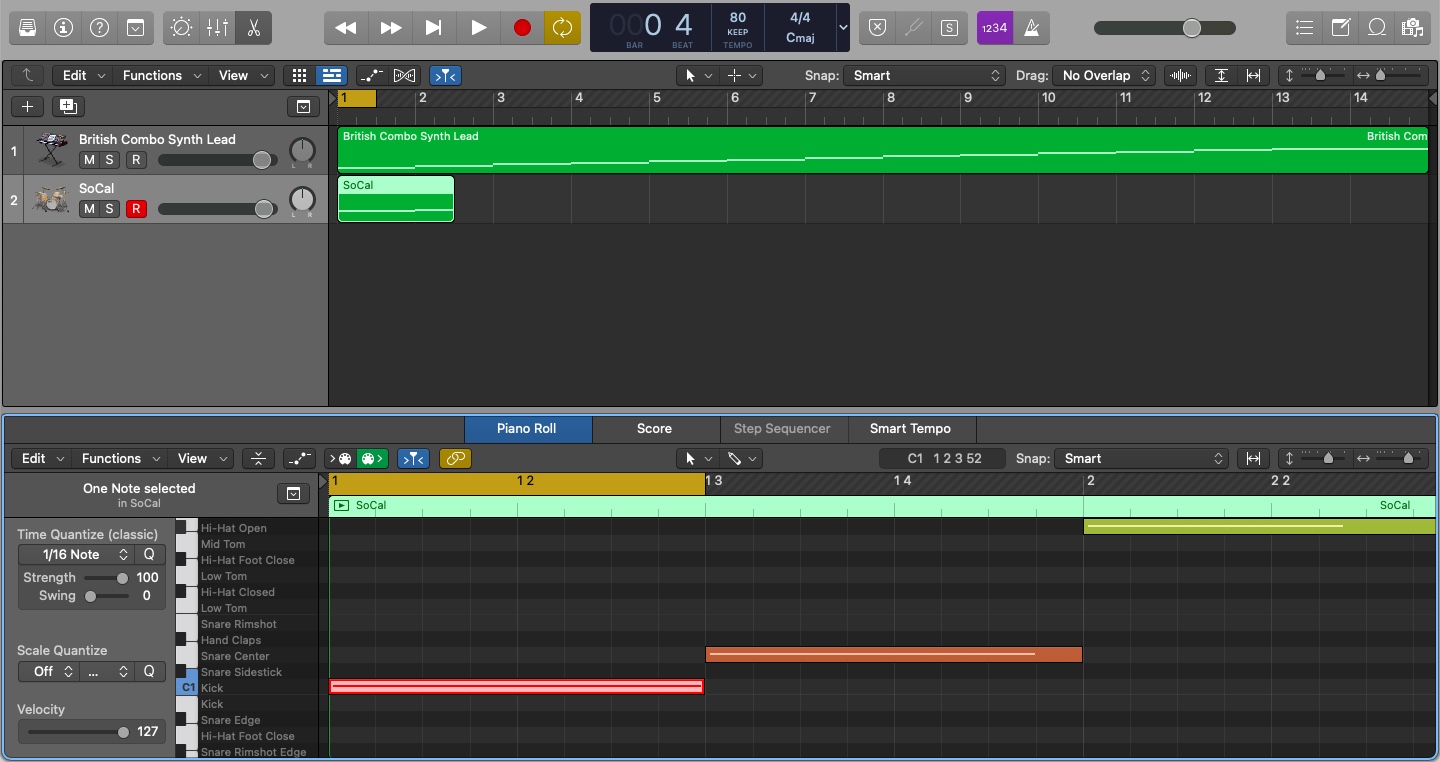 000 4
BAR BEAT
80
KEEP
TEMPO
4/4
Cmaj
S
1234
Edit Functions View
Snap: Smart
Drag: No Overlap
1 2 3 4 5 6 7 8 9 10 11 12 13 14
1
British Combo Synth Lead
M S R
L R
British Combo Synth Lead
British Com
2
SoCal
M S R
L R
SoCal
Piano Roll
Score
Step Sequencer
Smart Tempo
Edit Functions View
C1 1 2 3 52
Snap: Smart
One Note selected
in SoCal
1 1 2 1 3 1 4 2 2 2
SoCal
SoCal
Time Quantize (classic)
1/16 Note Q
Strength 100
Swing 0
Scale Quantize
Off ... Q
Velocity
127
C1
Hi-Hat Open
Mid Tom
Hi-Hat Foot Close
Low Tom
Hi-Hat Closed
Low Tom
Snare Rimshot
Hand Claps
Snare Center
Snare Sidestick
Kick
Kick
Snare Edge
Hi-Hat Foot Close
Snare Rimshot Edge